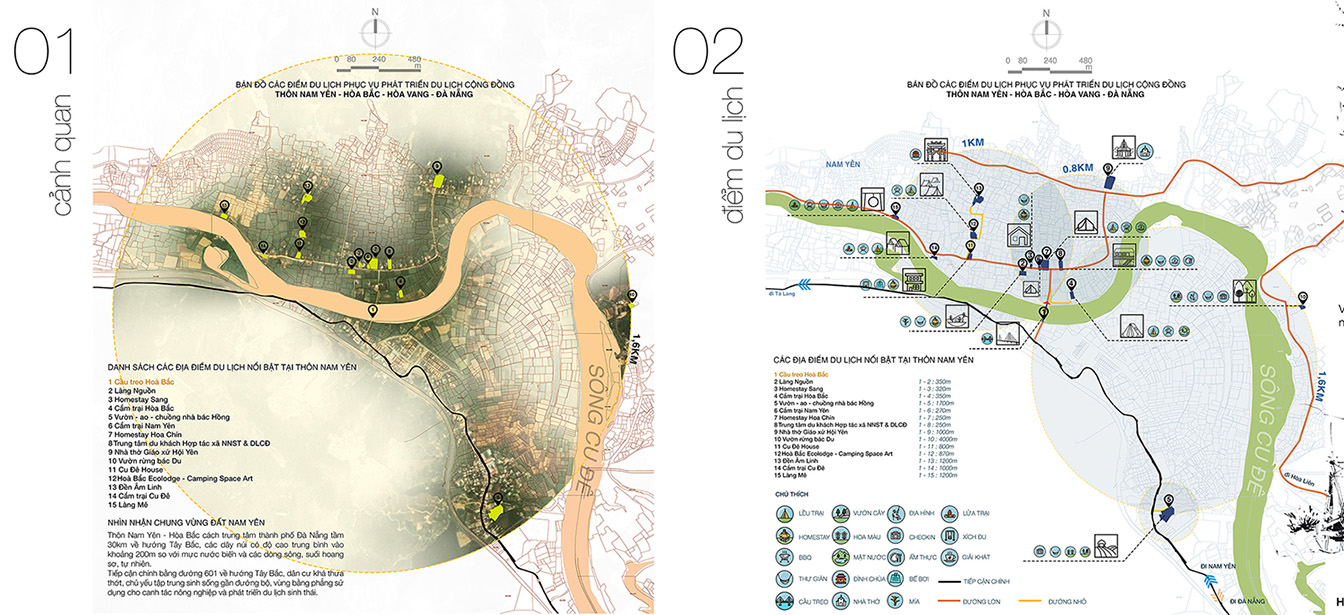 01
cảnh quan
N
0 80 240 480
m
BẢN ĐỒ CÁC ĐIỂM DU LỊCH PHỤC VỤ PHÁT TRIỂN DU LỊCH CỘNG ĐỒNG
THÔN NAM YÊN - HÒA BẮC - HÒA VANG - ĐÀ NẴNG
1,6KM
SÔNG CU ĐÊ
DANH SÁCH CÁC ĐỊA ĐIỂM DU LỊCH NỔI BẬT TẠI THÔN NAM YÊN
1 Cầu treo Hoà Bắc
2 Làng Nguồn
3 Homestay Sang
4 Cắm trại Hòa Bắc
5 Vườn - ao - chuồng nhà bác Hồng
6 Cắm trại Nam Yên
7 Homestay Hoa Chín
8 Trung tâm du khách Hợp tác xã NNST & DLCĐ
9 Nhà thờ Giáo xứ Hội Yên
10 Vườn rừng bác Du
11 Cu Đê House
12 Hoà Bắc Ecolodge - Camping Space Art
13 Đền Âm Linh
14 Cắm trại Cu Đê
15 Làng Mê
NHÌN NHẬN CHUNG VÙNG ĐẤT NAM YÊN
Thôn Nam Yên - Hòa Bắc cách trung tâm thành phố Đà Nẵng tầm
30km về hướng Tây Bắc, các dãy núi có độ cao trung bình vào
khoảng 200m so với mực nước biển và các dòng sông, suối hoang
sơ, tự nhiên.
Tiếp cận chính bằng đường 601 về hướng Tây Bắc, dân cư khá thưa
thớt, chủ yếu tập trung sinh sống gần đường bộ, vùng bằng phẳng sử
dụng cho canh tác nông nghiệp và phát triển du lịch sinh thái.
02
điểm du lịch
N
0 80 240 480
m
BẢN ĐỒ CÁC ĐIỂM DU LỊCH PHỤC VỤ PHÁT TRIỂN DU LỊCH CỘNG ĐỒNG
THÔN NAM YÊN - HÒA BẮC - HÒA VANG - ĐÀ NẴNG
NAM YÊN
1KM
0.8KM
đi Tà Lang
1,6KM
SÔNG CU ĐÊ
đi Hòa Liên
ĐI NAM YÊN
ĐI ĐÀ NẴNG
CÁC ĐỊA ĐIỂM DU LỊCH NỔI BẬT TẠI THÔN NAM YÊN
1 Cầu treo Hoà Bắc
2 Làng Nguồn 1 - 2 : 350m
3 Homestay Sang 1 - 3 : 320m
4 Cắm trại Hòa Bắc 1 - 4 : 350m
5 Vườn - ao - chuồng nhà bác Hồng 1 - 5 : 1700m
6 Cắm trại Nam Yên 1 - 6 : 270m
7 Homestay Hoa Chín 1 - 7 : 250m
8 Trung tâm du khách Hợp tác xã NNST & DLCĐ 1 - 8 : 250m
9 Nhà thờ Giáo xứ Hội Yên 1 - 9 : 1000m
10 Vườn rừng bác Du 1 - 10 : 4000m
11 Cu Đê House 1 - 11 : 800m
12 Hoà Bắc Ecolodge - Camping Space Art 1 - 12 : 870m
13 Đền Âm Linh 1 - 13 : 1200m
14 Cắm trại Cu Đê 1 - 14 : 1000m
15 Làng Mê 1 - 15 : 1200m
CHÚ THÍCH
LỀU TRẠI VƯỜN CÂY ĐỊA HÌNH LỬA TRẠI
HOMESTAY HOA MÀU CHECKIN XÍCH ĐU
BBQ MẶT NƯỚC ẨM THỰC GIẢI KHÁT
THƯ GIÃN ĐÌNH CHÙA BỂ BƠI TIẾP CẬN CHÍNH
CẦU TREO NHÀ THỜ MÍA ĐƯỜNG LỚN ĐƯỜNG NHỎ